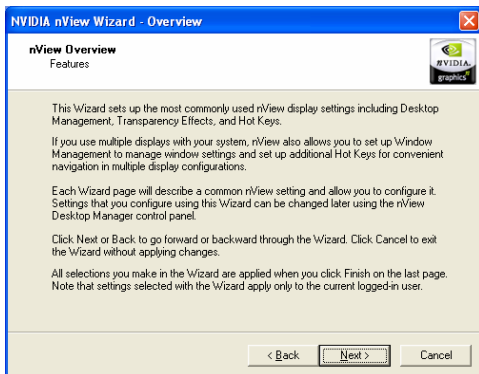 NVIDIA nView Wizard - Overview
nView Overview
Features
NVIDIA.
graphics
This Wizard sets up the most commonly used nView display settings including Desktop
Management, Transparency Effects, and Hot Keys.
If you use multiple displays with your system, nView also allows you to set up Window
Management to manage window settings and set up additional Hot Keys for convenient
navigation in multiple display configurations.
Each Wizard page will describe a common nView setting and allow you to configure it.
Settings that you configure using this Wizard can be changed later using the nView
Desktop Manager control panel.
Click Next or Back to go forward or backward through the Wizard. Click Cancel to exit
the Wizard without applying changes.
All selections you make in the Wizard are applied when you click Finish on the last page.
Note that settings selected with the Wizard apply only to the current logged-in user.
< Back Next > Cancel